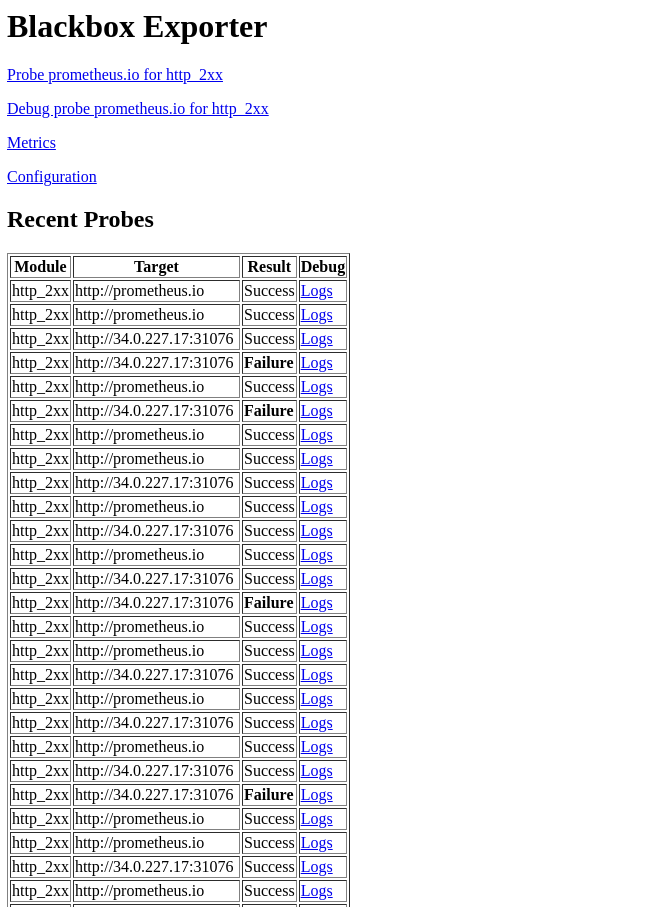 Blackbox Exporter
Probe prometheus.io for http_2xx
Debug probe prometheus.io for http_2xx
Metrics
Configuration
Recent Probes
Module Target Result Debug
http_2xx http://prometheus.io Success Logs
http_2xx http://prometheus.io Success Logs
http_2xx http://34.0.227.17:31076 Success Logs
http_2xx http://34.0.227.17:31076 Failure Logs
http_2xx http://prometheus.io Success Logs
http_2xx http://34.0.227.17:31076 Failure Logs
http_2xx http://prometheus.io Success Logs
http_2xx http://prometheus.io Success Logs
http_2xx http://34.0.227.17:31076 Success Logs
http_2xx http://prometheus.io Success Logs
http_2xx http://34.0.227.17:31076 Success Logs
http_2xx http://prometheus.io Success Logs
http_2xx http://34.0.227.17:31076 Success Logs
http_2xx http://34.0.227.17:31076 Failure Logs
http_2xx http://prometheus.io Success Logs
http_2xx http://prometheus.io Success Logs
http_2xx http://34.0.227.17:31076 Success Logs
http_2xx http://prometheus.io Success Logs
http_2xx http://34.0.227.17:31076 Success Logs
http_2xx http://prometheus.io Success Logs
http_2xx http://34.0.227.17:31076 Success Logs
http_2xx http://34.0.227.17:31076 Failure Logs
http_2xx http://prometheus.io Success Logs
http_2xx http://prometheus.io Success Logs
http_2xx http://34.0.227.17:31076 Success Logs
http_2xx http://prometheus.io Success Logs